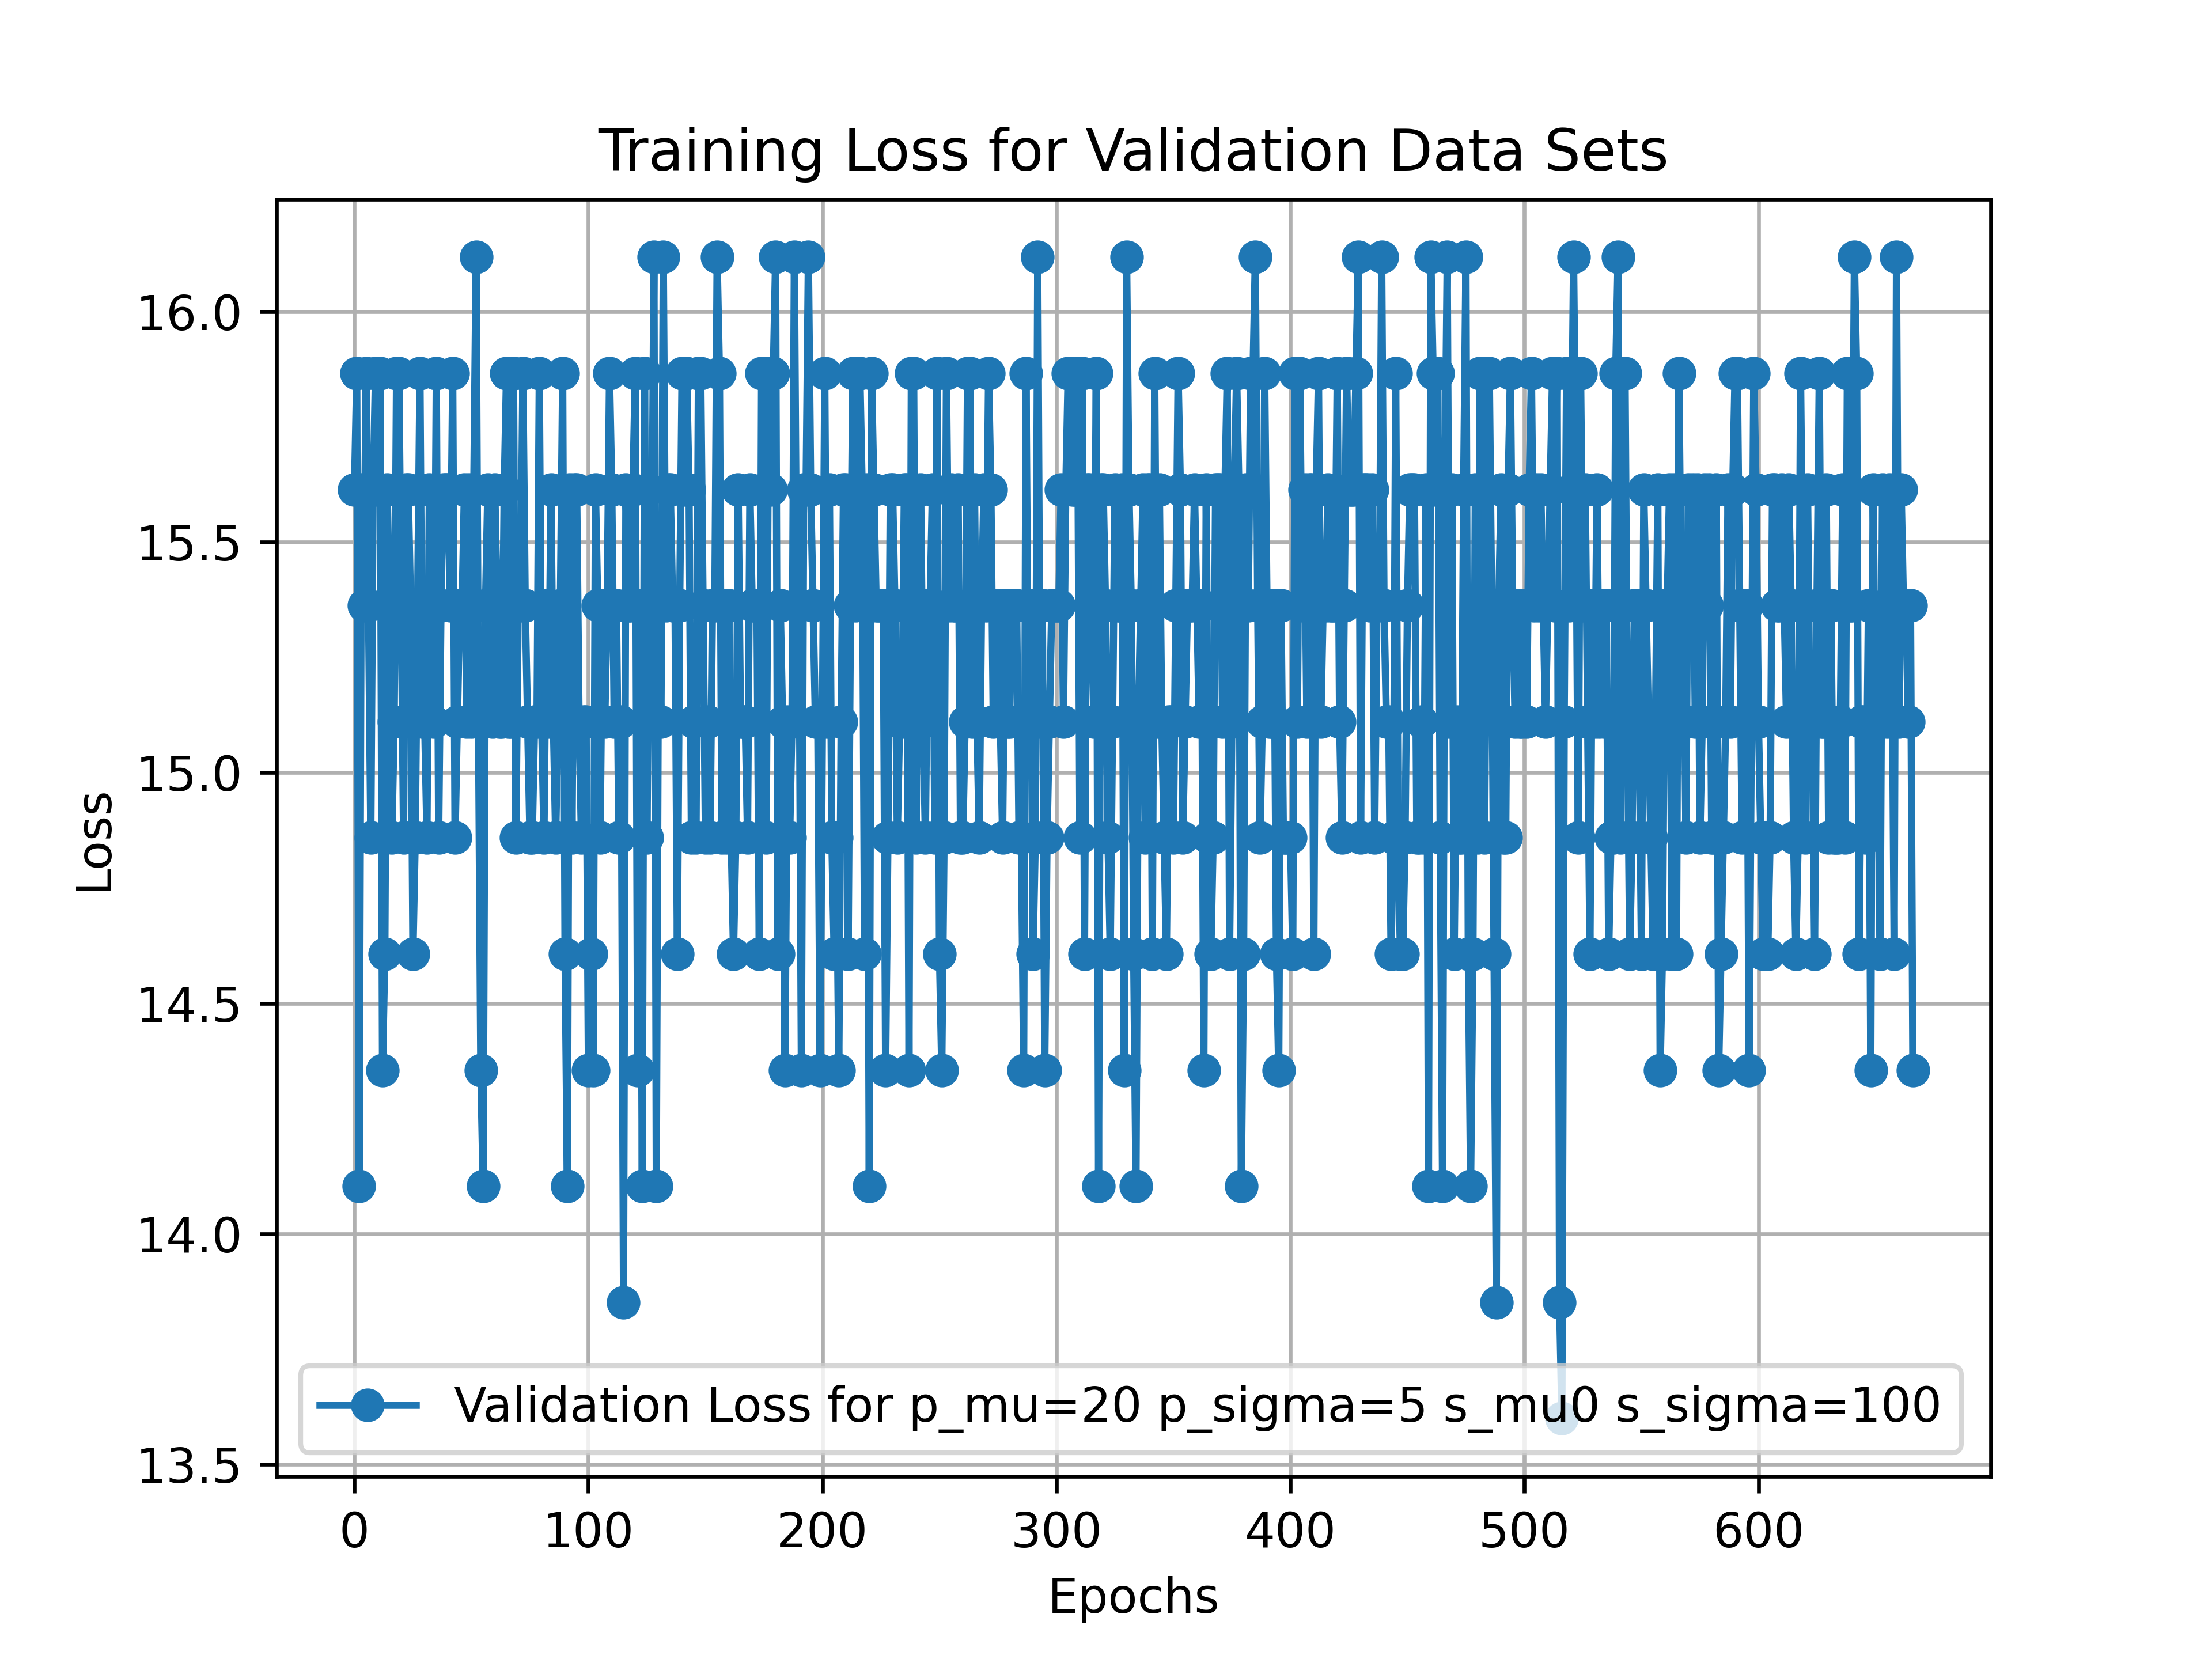 Training Loss for Validation Data Sets
16.0
15.5
15.0
14.5
14.0
13.5
Loss
Validation Loss for p_mu=20 p_sigma=5 s_mu0 s_sigma=100
0 100 200 300 400 500 600
Epochs